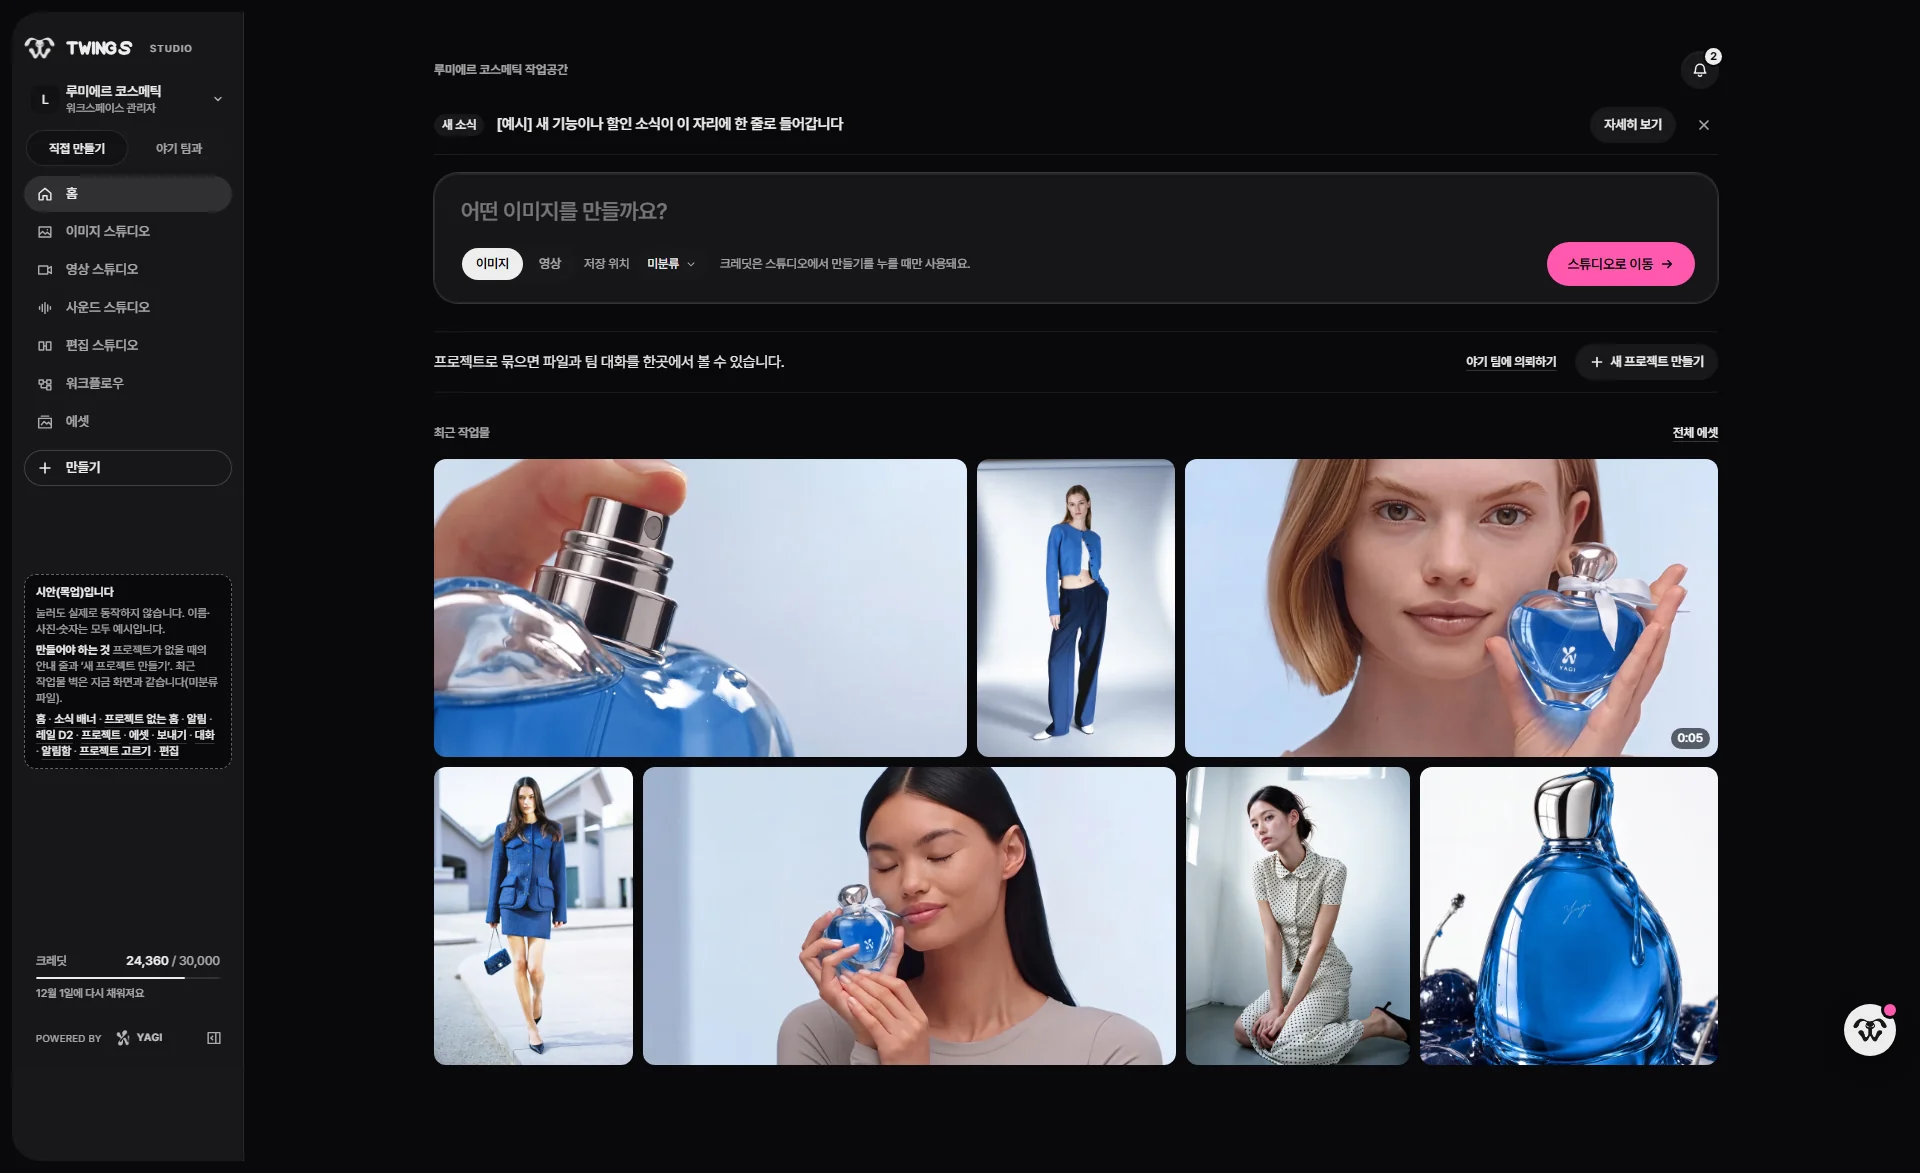 TWINGS STUDIO
L
루미에르 코스메틱
워크스페이스 관리자
직접 만들기
야기 팀과
홈
이미지 스튜디오
영상 스튜디오
사운드 스튜디오
편집 스튜디오
워크플로우
에셋
만들기
시안(목업)입니다
눌러도 실제로 동작하지 않습니다. 이름·
사진·숫자는 모두 예시입니다.
만들어야 하는 것 프로젝트가 없을 때의
안내 줄과 ‘새 프로젝트 만들기’. 최근
작업물 벽은 지금 화면과 같습니다(미분류
파일).
홈 · 소식 배너 · 프로젝트 없는 홈 · 알림 ·
레일 D2 · 프로젝트 · 에셋 · 보내기 · 대화
· 알림함 · 프로젝트 고르기 · 편집
크레딧 24,360 / 30,000
12월 1일에 다시 채워져요
POWERED BY YAGI
루미에르 코스메틱 작업공간
2
새 소식 [예시] 새 기능이나 할인 소식이 이 자리에 한 줄로 들어갑니다 자세히 보기
어떤 이미지를 만들까요?
이미지 영상 저장 위치 미분류 크레딧은 스튜디오에서 만들기를 누를 때만 사용돼요. 스튜디오로 이동 →
프로젝트로 묶으면 파일과 팀 대화를 한곳에서 볼 수 있습니다. 야기 팀에 의뢰하기 + 새 프로젝트 만들기
최근 작업물 전체 에셋
YAGI
0:05
Yagi